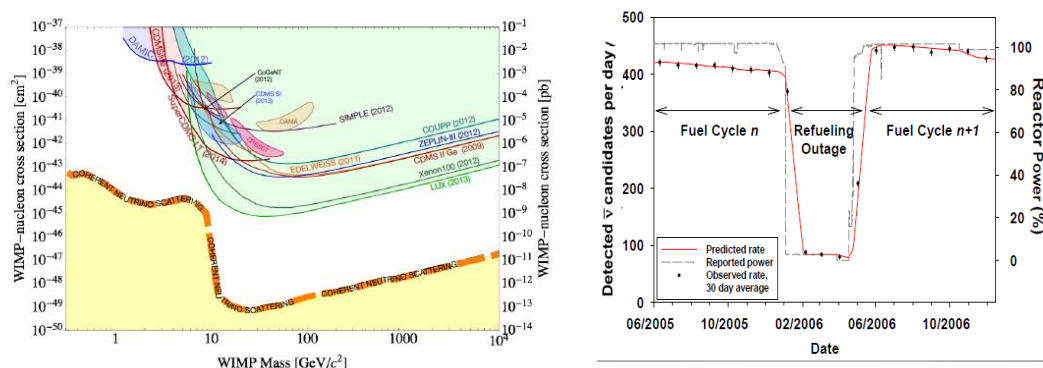 10^-37
10^-38
10^-39
10^-40
10^-41
10^-42
10^-43
10^-44
10^-45
10^-46
10^-47
10^-48
10^-49
10^-50
WIMP−nucleon cross section [cm²]
10^-1
10^-2
10^-3
10^-4
10^-5
10^-6
10^-7
10^-8
10^-9
10^-10
10^-11
10^-12
10^-13
10^-14
WIMP−nucleon cross section [pb]
1
10
100
1000
10^4
WIMP Mass [GeV/c²]
DAMIC
(2012)
CoGeNT
(2012)
CDMS Si
(2013)
DAMA
CRESST
SIMPLE (2012)
SuperCDMS LT (2014)
EDELWEISS (2011)
COUPP (2012)
ZEPLIN-III (2012)
CDMS II Ge (2009)
Xenon100 (2012)
LUX (2013)
COHERENT NEUTRINO SCATTERING
COHERENT NEUTRINO SCATTERING
COHERENT NEUTRINO SCATTERING
500
400
300
200
100
0
Detected ν̅ candidates per day /
100
80
60
40
20
0
Reactor Power (%)
Fuel Cycle n
Refueling
Outage
Fuel Cycle n+1
Predicted rate
Reported power
Observed rate,
30 day average
06/2005
10/2005
02/2006
06/2006
10/2006
Date